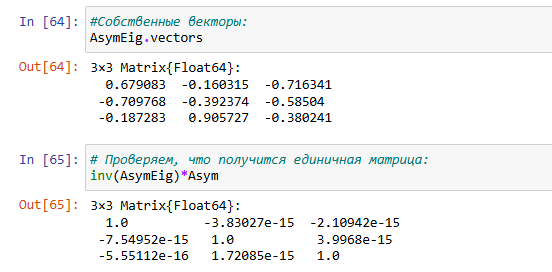 In [64]: #Собственные векторы:
AsymEig.vectors
Out[64]: 3×3 Matrix{Float64}:
0.679083 -0.160315 -0.716341
-0.709768 -0.392374 -0.58504
-0.187283 0.905727 -0.380241
In [65]: # Проверяем, что получится единичная матрица:
inv(AsymEig)*Asym
Out[65]: 3×3 Matrix{Float64}:
1.0 -3.83027e-15 -2.10942e-15
-7.54952e-15 1.0 3.9968e-15
-5.55112e-16 1.72085e-15 1.0